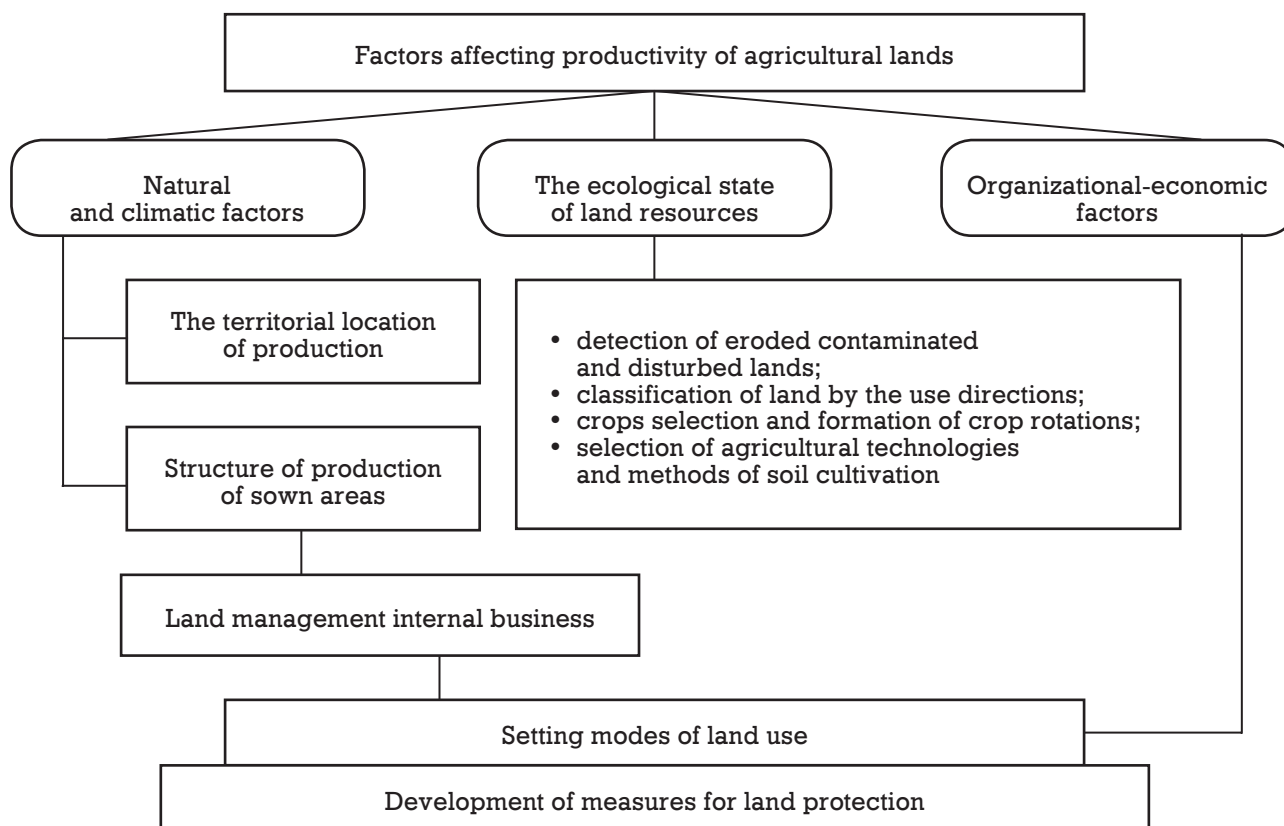 Factors affecting productivity of agricultural lands
Natural
and climatic factors
The ecological state
of land resources
Organizational-economic
factors
The territorial location
of production
• detection of eroded contaminated
and disturbed lands;
• classification of land by the use directions;
• crops selection and formation of crop rotations;
• selection of agricultural technologies
and methods of soil cultivation
Structure of production
of sown areas
Land management internal business
Setting modes of land use
Development of measures for land protection